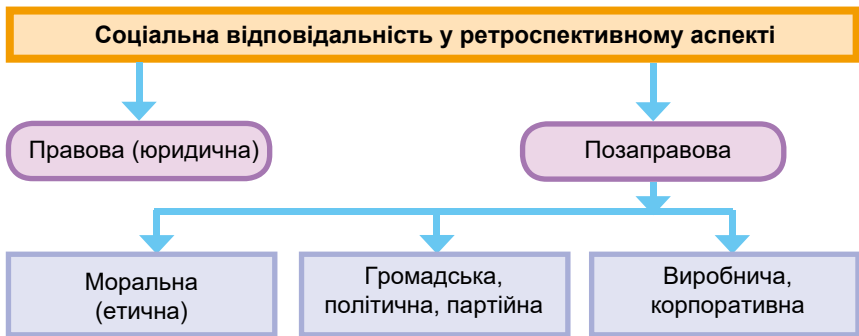 Соціальна відповідальність у ретроспективному аспекті
Правова (юридична)
Позаправова
Моральна
(етична)
Громадська,
політична, партійна
Виробнича,
корпоративна